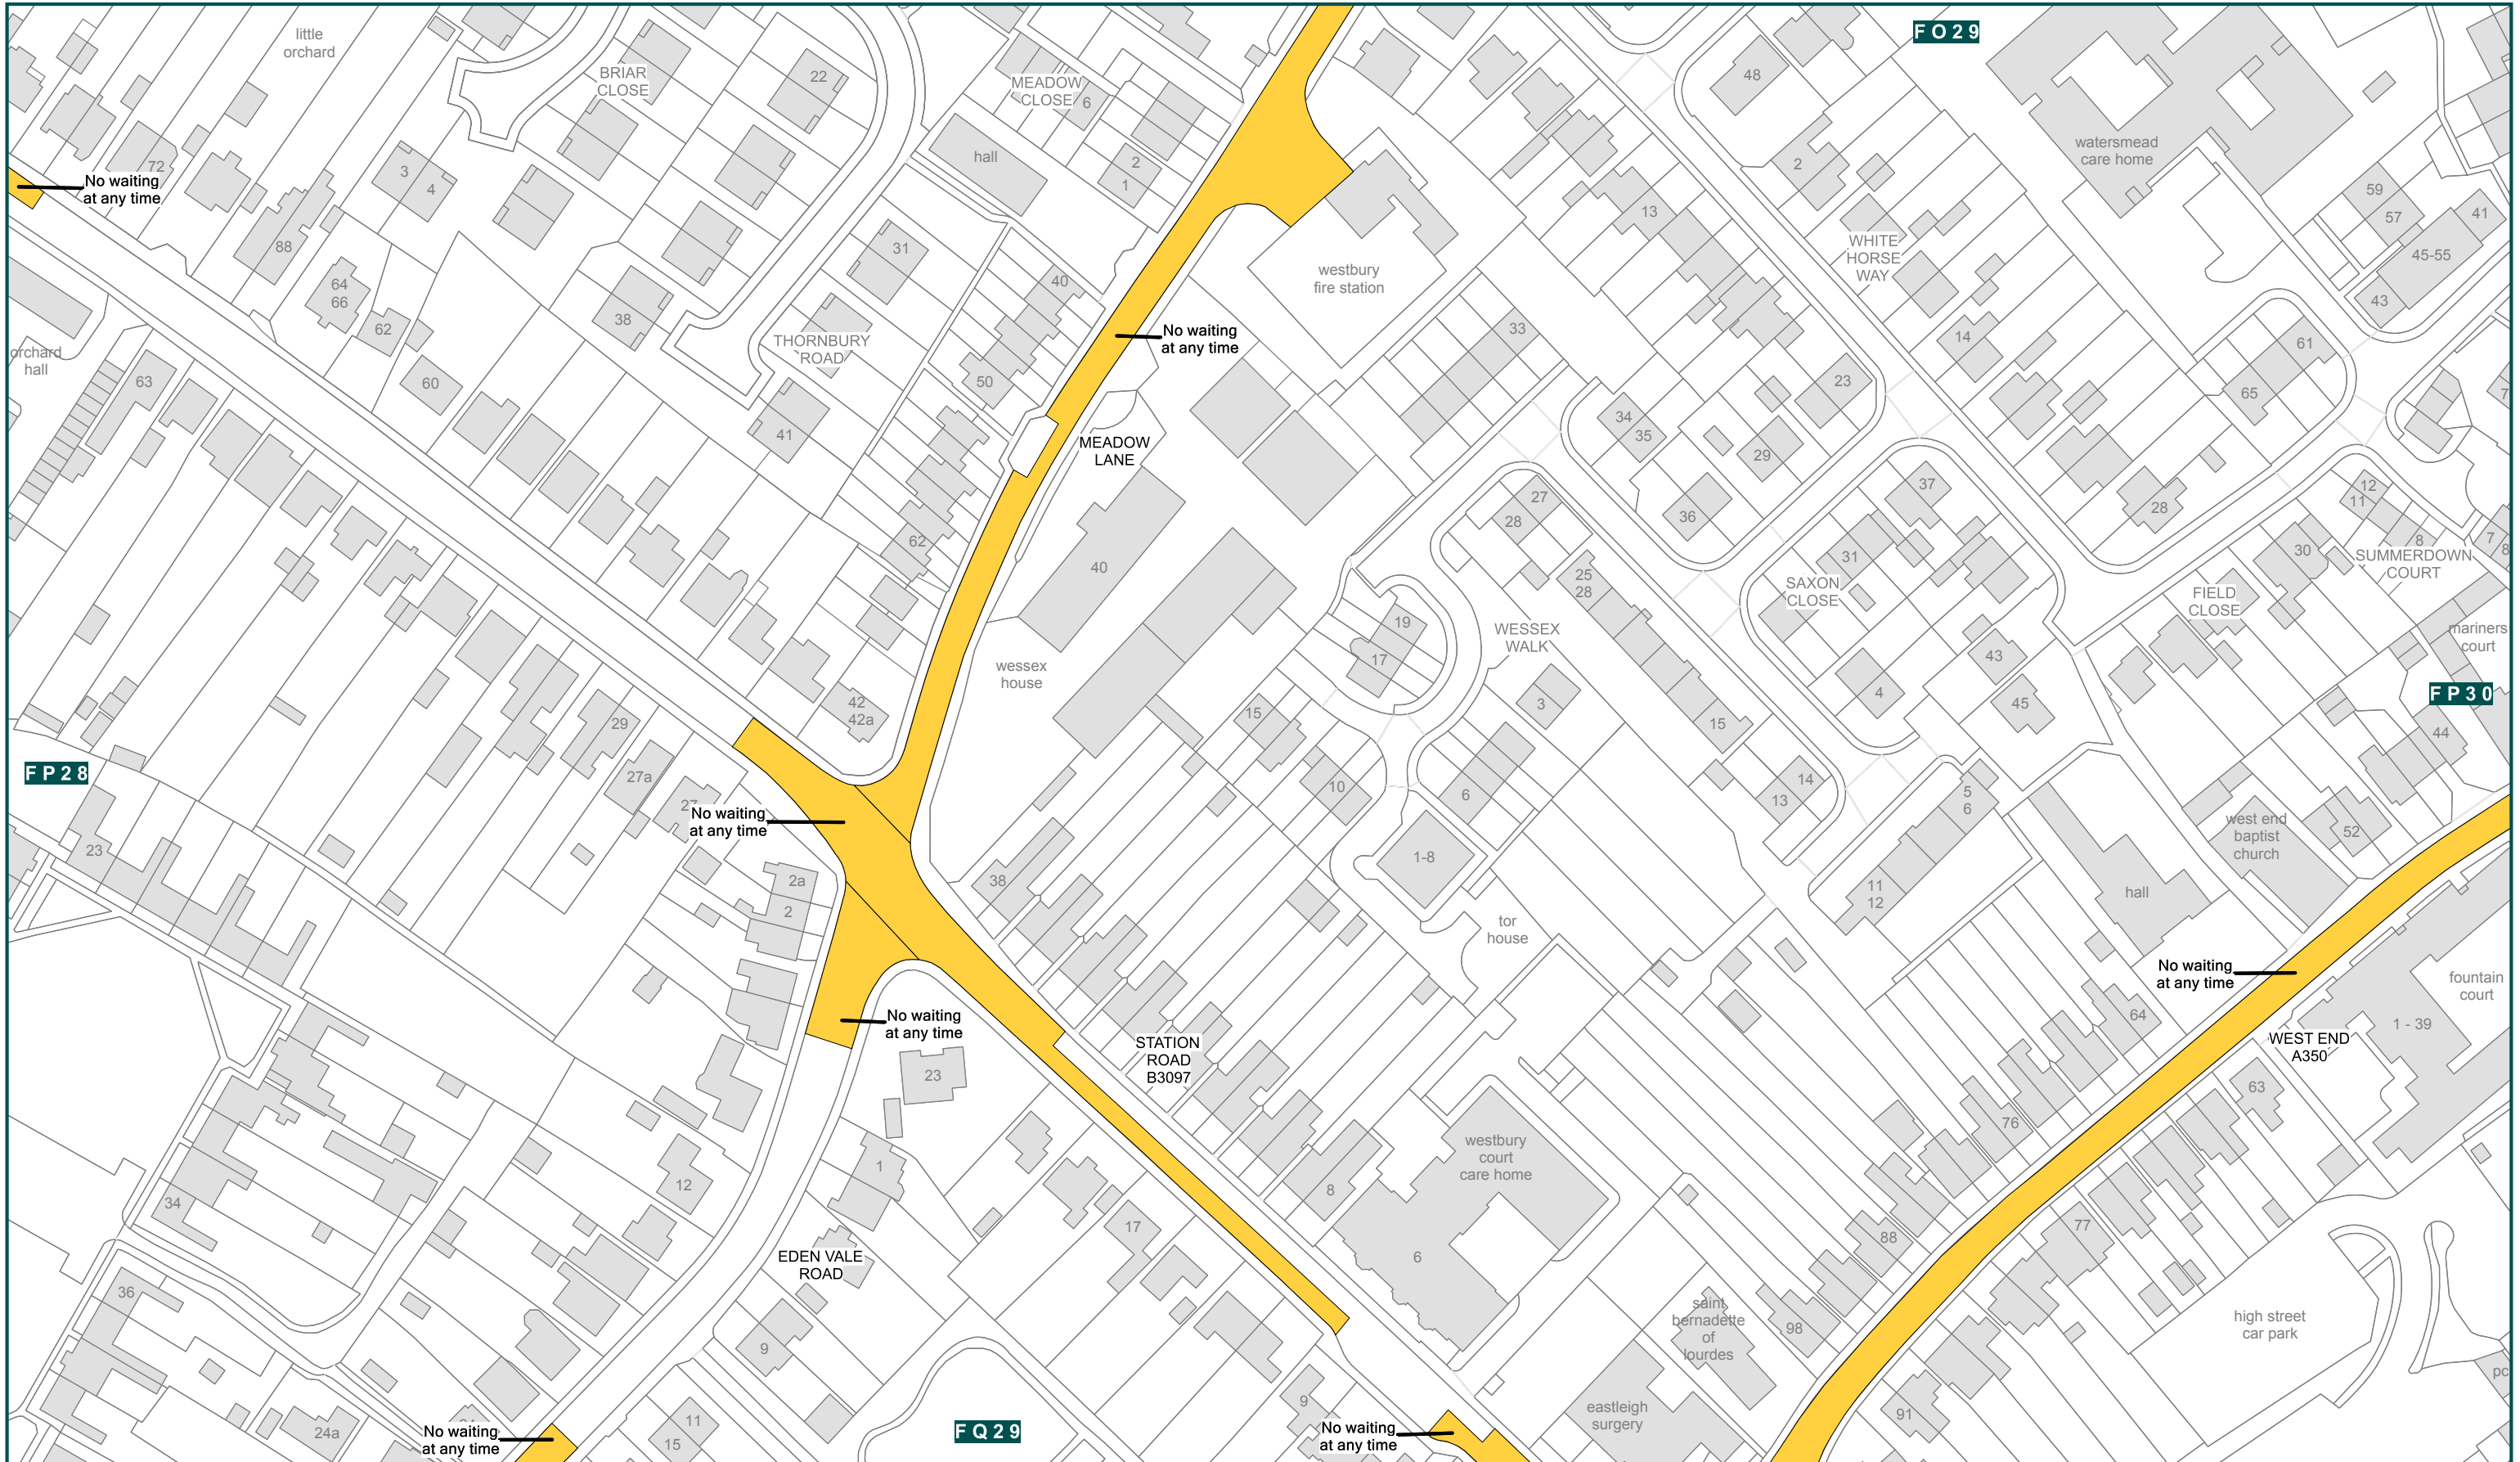 FO29
little
orchard
BRIAR
CLOSE
22
MEADOW
CLOSE
6
48
watersmead
care home
hall
2
1
2
72
3
4
No waiting
at any time
88
13
59
57
41
45-55
43
WHITE
HORSE
WAY
31
40
westbury
fire station
64
66
62
38
THORNBURY
ROAD
No waiting
at any time
33
14
61
65
orchard
hall
63
60
50
41
23
34
35
29
36
MEADOW
LANE
27
28
37
12
11
8
28
7
8
62
40
25
28
31
SAXON
CLOSE
30
SUMMERDOWN
COURT
FIELD
CLOSE
WESSEX
WALK
19
17
mariners
court
43
4
45
wessex
house
3
42
42a
15
15
FP30
44
29
27a
FP28
10
6
14
13
5
6
27
No waiting
at any time
23
west end
baptist
church
52
1-8
38
2a
2
11
12
hall
tor
house
No waiting
at any time
fountain
court
1 - 39
64
No waiting
at any time
STATION
ROAD
B3097
WEST END
A350
23
63
76
westbury
court
care home
1
12
8
34
17
77
88
6
EDEN VALE
ROAD
36
saint
bernadette
of
lourdes
98
high street
car park
9
9
pc
11
15
24a
No waiting
at any time
FQ29
No waiting
at any time
eastleigh
surgery
91